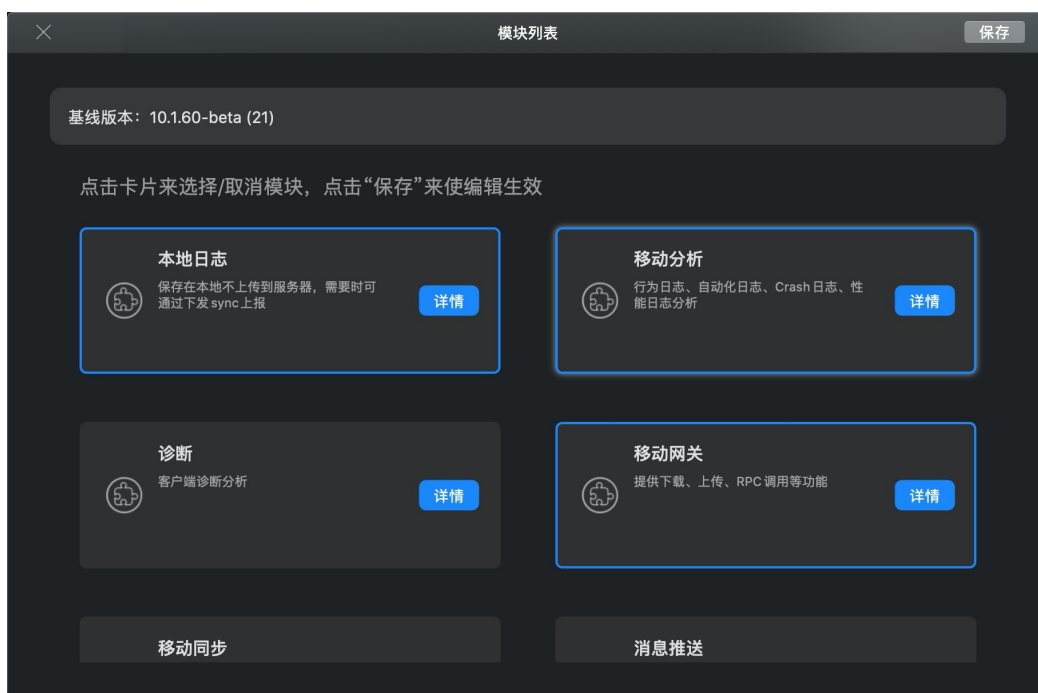 模块列表
保存
基线版本：10.1.60-beta (21)
点击卡片来选择/取消模块，点击“保存”来使编辑生效
本地日志
保存在本地不上传到服务器，需要时可
通过下发 sync 上报
详情
移动分析
行为日志、自动化日志、Crash 日志、性
能日志分析
详情
诊断
客户端诊断分析
详情
移动网关
提供下载、上传、RPC 调用等功能
详情
移动同步
消息推送